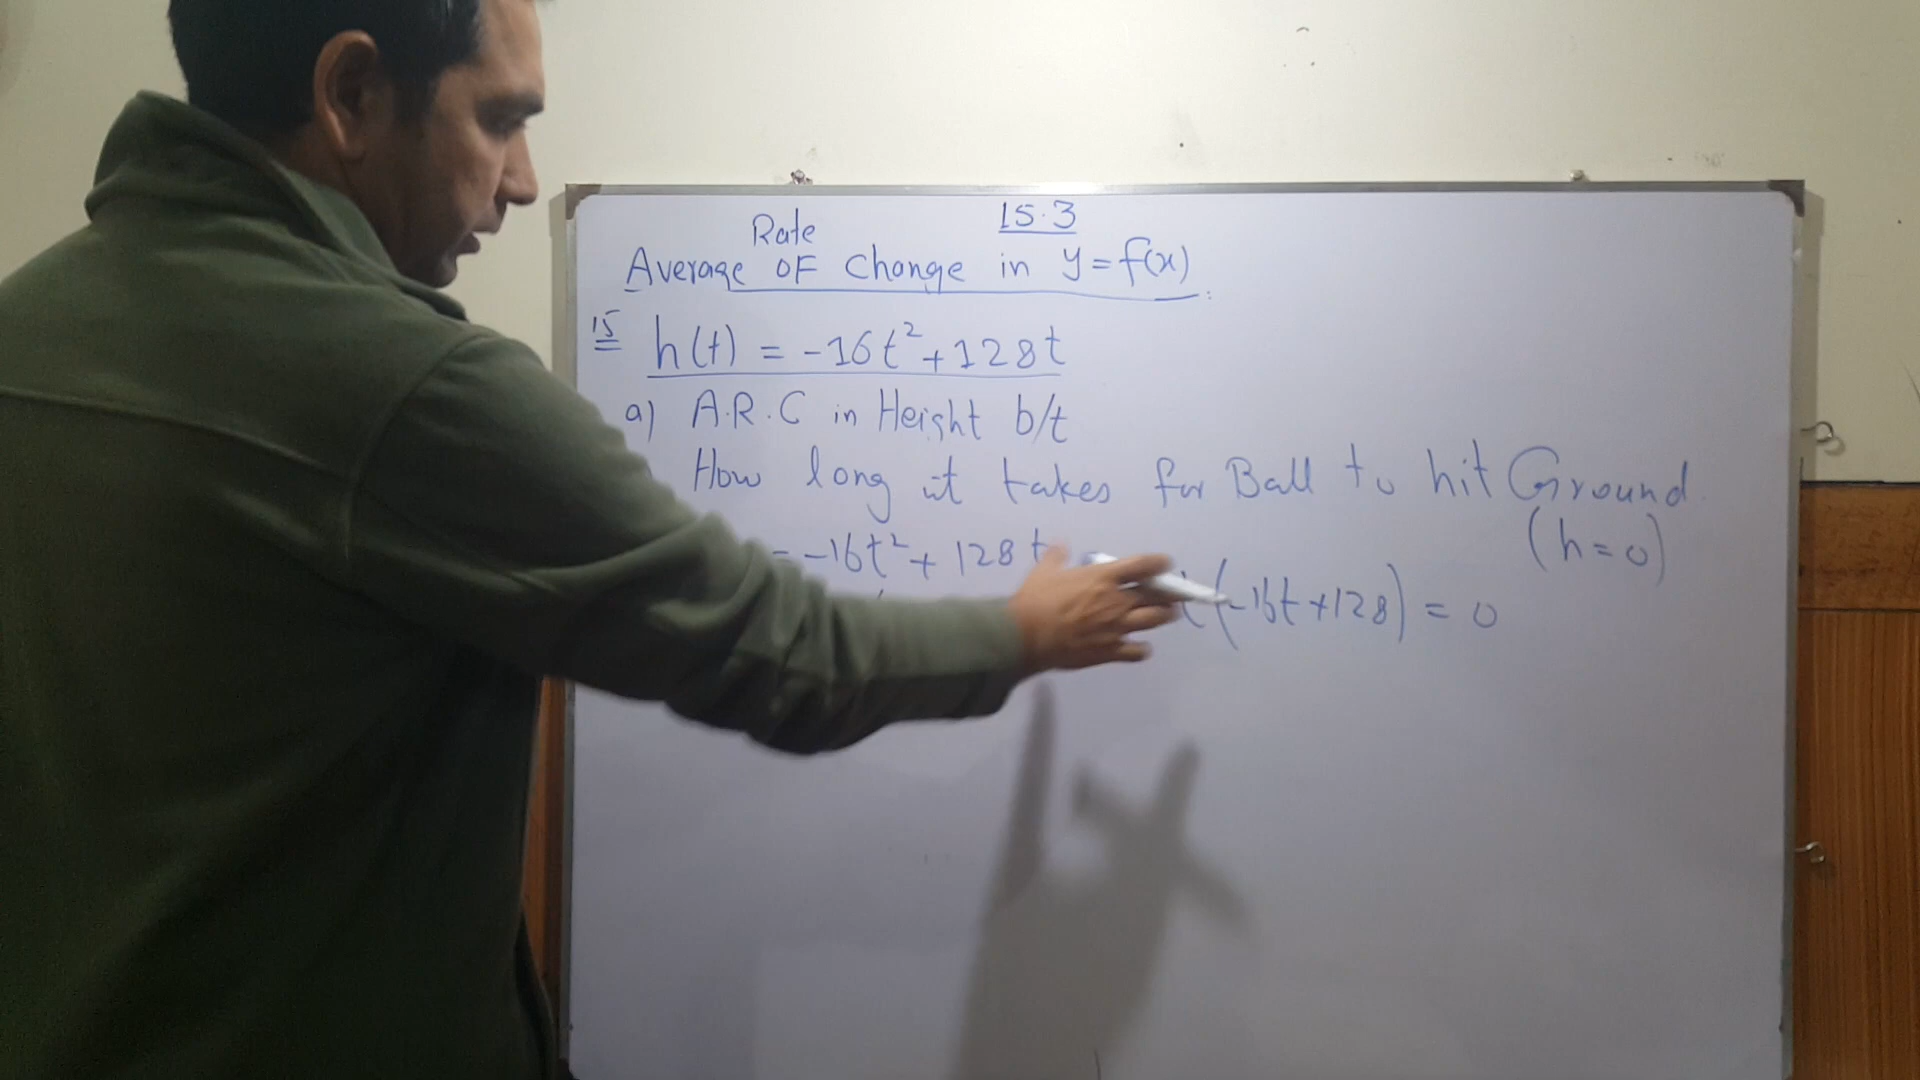 15.3
Average Rate OF Change in y=f(x)
15 h(t) = -16t²+128t
a) A.R.C in Height b/t
How long it takes for Ball to hit Ground
(h=0)
= -16t²+128t
t(-16t+128) = 0